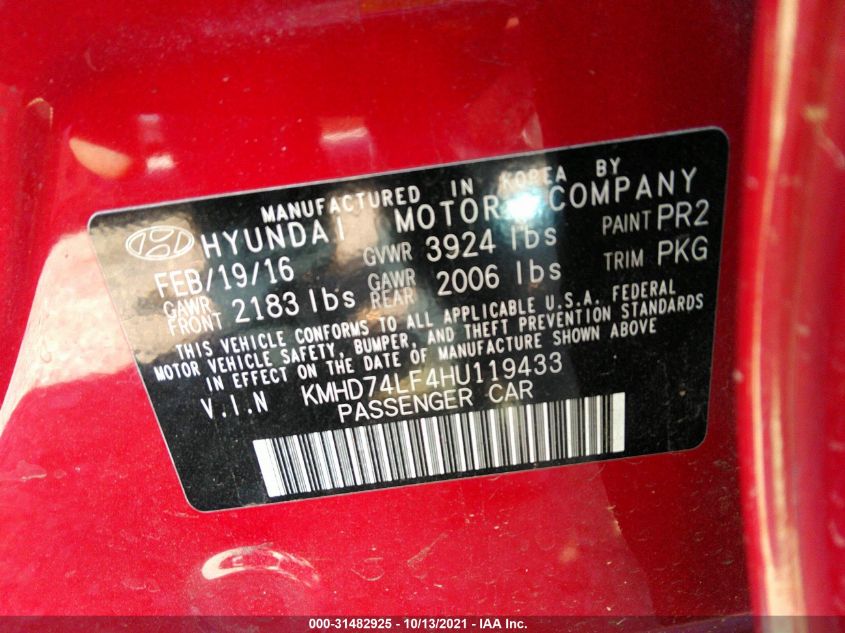 MANUFACTURED IN KOREA BY
HYUNDAI MOTOR COMPANY
FEB/19/16 GVWR 3924 lbs PAINT PR2
GAWR FRONT 2183 lbs GAWR REAR 2006 lbs TRIM PKG
THIS VEHICLE CONFORMS TO ALL APPLICABLE U.S.A. FEDERAL
MOTOR VEHICLE SAFETY, BUMPER, AND THEFT PREVENTION STANDARDS
IN EFFECT ON THE DATE OF MANUFACTURE SHOWN ABOVE
V.I.N KMHD74LF4HU119433
PASSENGER CAR
000-31482925 - 10/13/2021 - IAA Inc.